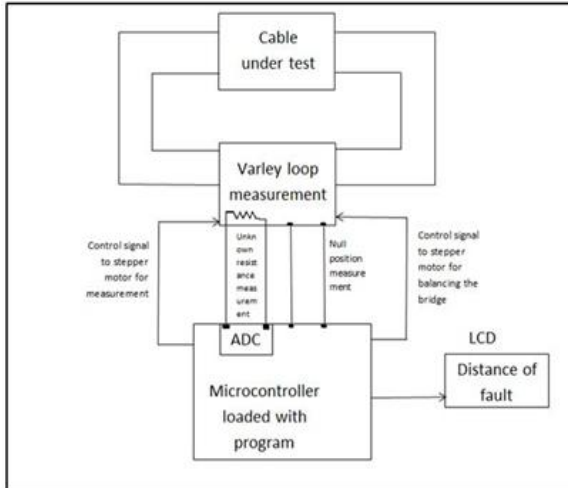 Cable
under test
Varley loop
measurement
Control signal
to stepper
motor for
measurement
Unkn
own
resist
ance
meas
urem
ent
Null
position
measure
ment
Control signal
to stepper
motor for
balancing the
bridge
ADC
Microcontroller
loaded with
program
LCD
Distance of
fault